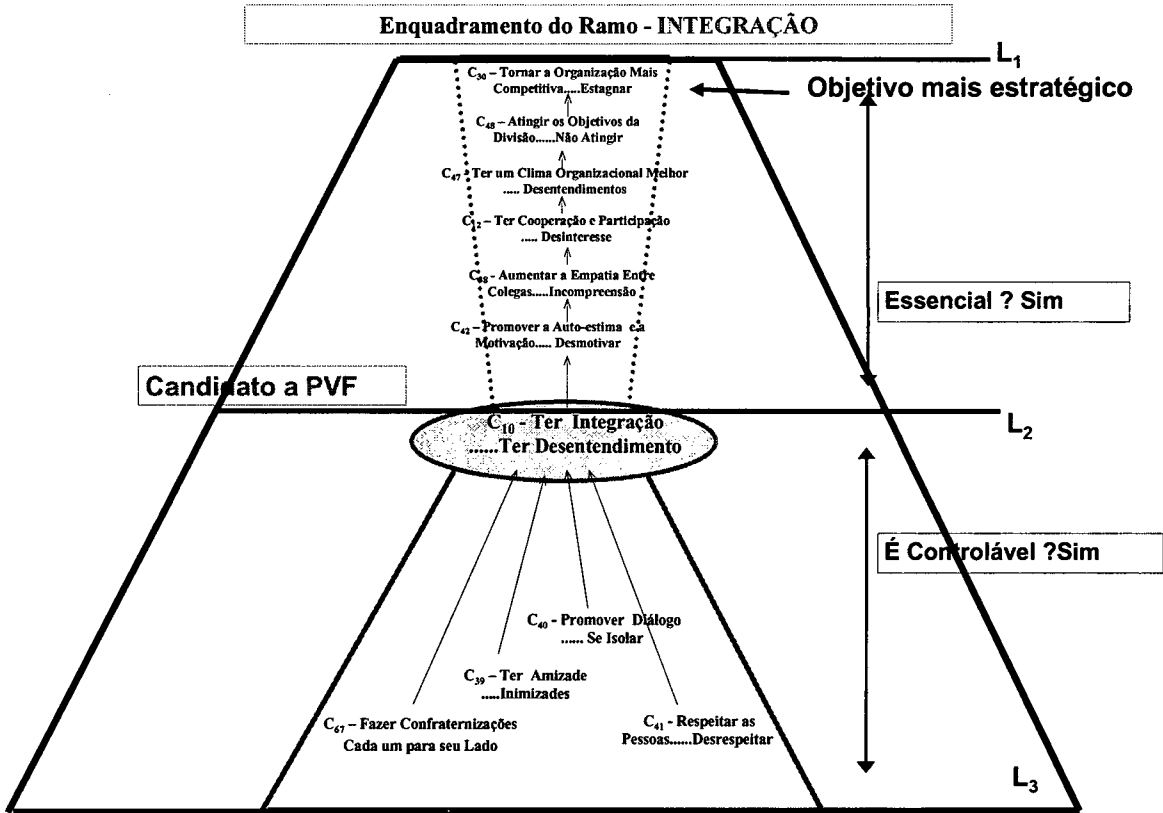 Enquadramento do Ramo - INTEGRAÇÃO
L1
C30 – Tornar a Organização Mais
Competitiva.....Estagnar
Objetivo mais estratégico
C48 – Atingir os Objetivos da
Divisão......Não Atingir
C47 – Ter um Clima Organizacional Melhor
..... Desentendimentos
C12 – Ter Cooperação e Participação
..... Desinteresse
- Aumentar a Empatia Entre
Colegas.....Incompreensão
Essencial ? Sim
C42 – Promover a Auto-estima e a
Motivação..... Desmotivar
Candidato a PVF
L2
C10 - Ter Integração
......Ter Desentendimento
É Controlável ?Sim
C40 - Promover Diálogo
...... Se Isolar
C39 – Ter Amizade
.....Inimizades
C67 – Fazer Confraternizações
Cada um para seu Lado
C41 - Respeitar as
Pessoas......Desrespeitar
L3